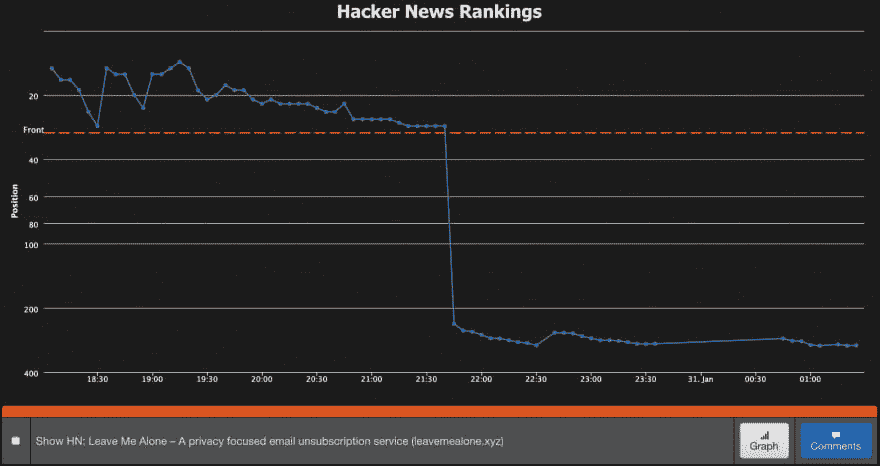 Hacker News Rankings
20
Front
40
60
80
100
200
400
Position
18:30 19:00 19:30 20:00 20:30 21:00 21:30 22:00 22:30 23:00 23:30 31. Jan 00:30 01:00
Show HN: Leave Me Alone – A privacy focused email unsubscription service (leavemealone.xyz)
Graph
Comments